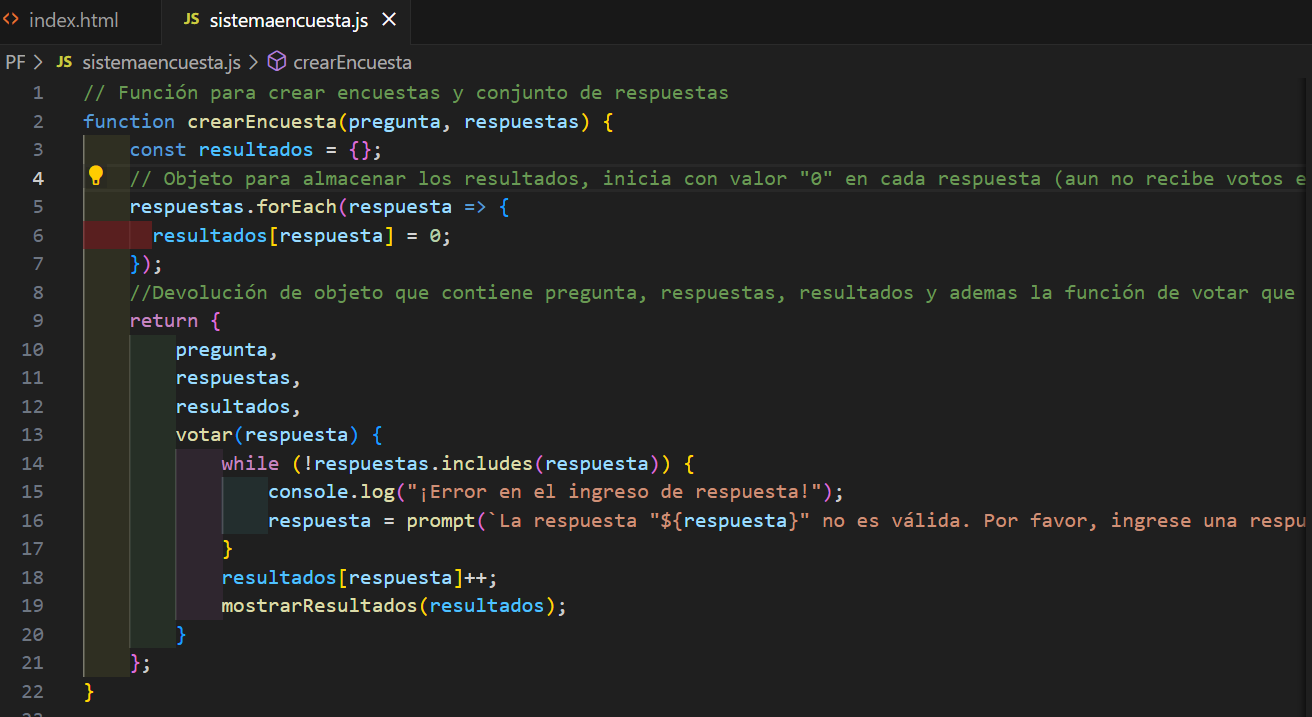 index.html
JS sistemaencuesta.js
PF > JS sistemaencuesta.js > crearEncuesta
1 // Función para crear encuestas y conjunto de respuestas
2 function crearEncuesta(pregunta, respuestas) {
3 const resultados = {};
4 // Objeto para almacenar los resultados, inicia con valor "0" en cada respuesta (aun no recibe votos e
5 respuestas.forEach(respuesta => {
6 resultados[respuesta] = 0;
7 });
8 //Devolución de objeto que contiene pregunta, respuestas, resultados y ademas la función de votar que
9 return {
10 pregunta,
11 respuestas,
12 resultados,
13 votar(respuesta) {
14 while (!respuestas.includes(respuesta)) {
15 console.log("¡Error en el ingreso de respuesta!");
16 respuesta = prompt(`La respuesta "${respuesta}" no es válida. Por favor, ingrese una respu
17 }
18 resultados[respuesta]++;
19 mostrarResultados(resultados);
20 }
21 };
22 }